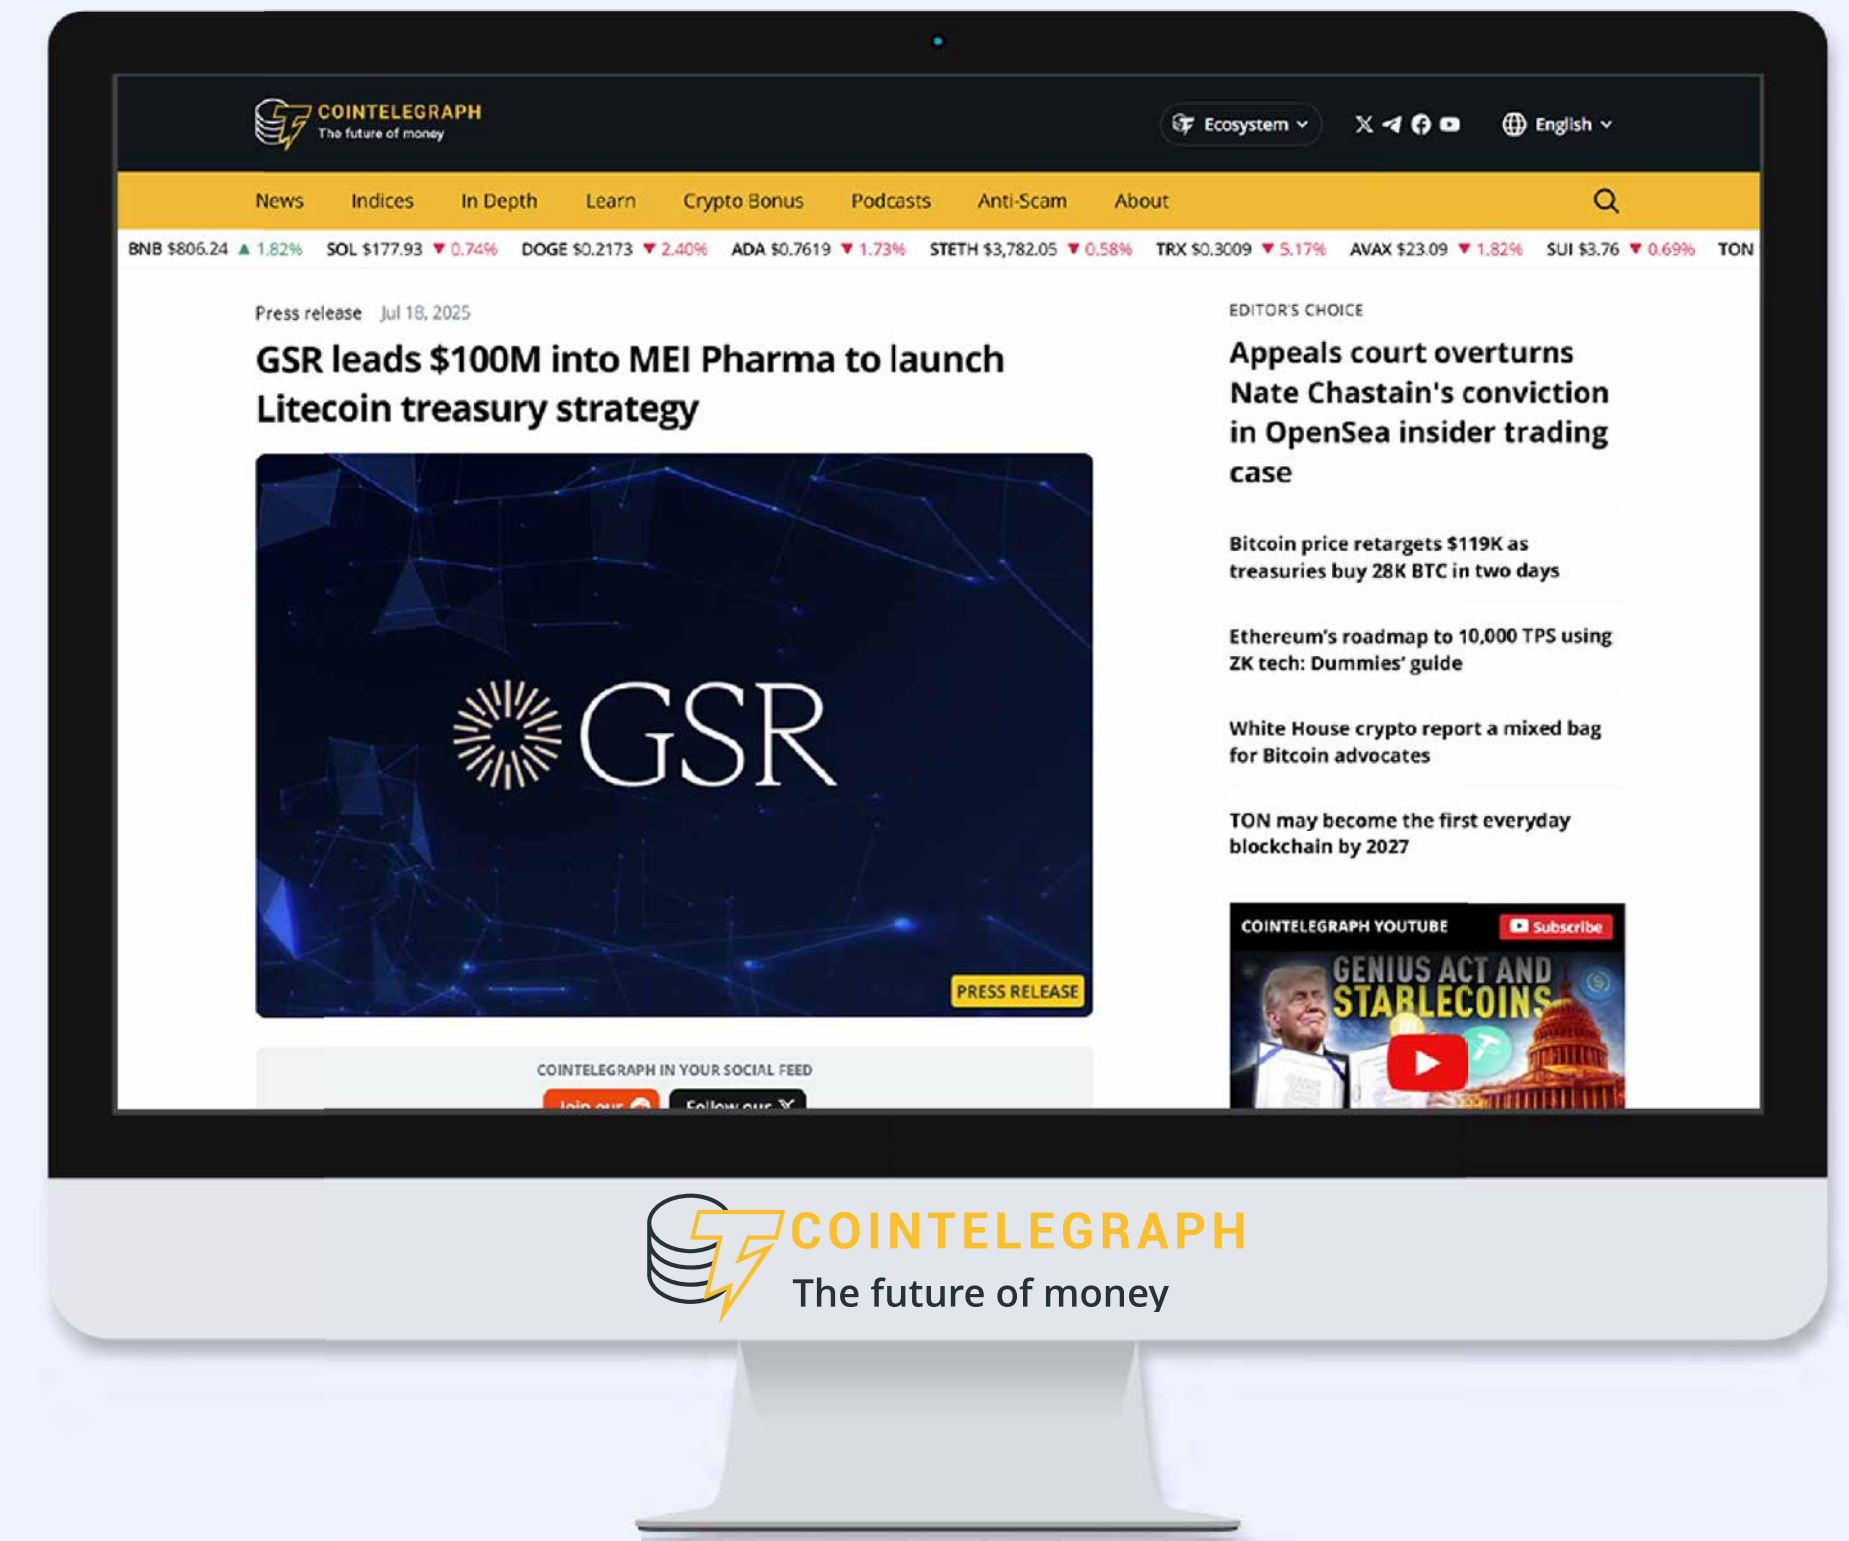 COINTELEGRAPH
The future of money
Ecosystem
English
News Indices In Depth Learn Crypto Bonus Podcasts Anti-Scam About
BNB $806.24 ▲ 1.82% SOL $177.93 ▼ 0.74% DOGE $0.2173 ▼ 2.40% ADA $0.7619 ▼ 1.73% STETH $3,782.05 ▼ 0.58% TRX $0.3009 ▼ 5.17% AVAX $23.09 ▼ 1.82% SUI $3.76 ▼ 0.69% TON
Press release Jul 18, 2025
GSR leads $100M into MEI Pharma to launch
Litecoin treasury strategy
GSR
PRESS RELEASE
COINTELEGRAPH IN YOUR SOCIAL FEED
Join our
Follow our X
EDITOR'S CHOICE
Appeals court overturns
Nate Chastain's conviction
in OpenSea insider trading
case
Bitcoin price retargets $119K as
treasuries buy 28K BTC in two days
Ethereum's roadmap to 10,000 TPS using
ZK tech: Dummies' guide
White House crypto report a mixed bag
for Bitcoin advocates
TON may become the first everyday
blockchain by 2027
COINTELEGRAPH YOUTUBE
Subscribe
GENIUS ACT AND
STABLECOINS
COINTELEGRAPH
The future of money